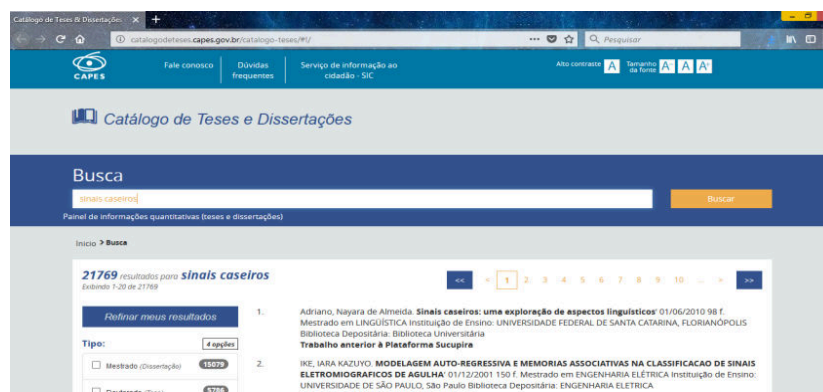 Catálogo de Teses & Dissertaçõe
catalogodeteses.capes.gov.br/catalogo-teses/#!/
Pesquisar
CAPES
Fale conosco
Dúvidas
frequentes
Serviço de informação ao
cidadão - SIC
Alto contraste A
Tamanho
da fonte A- A A+
Catálogo de Teses e Dissertações
Busca
sinais caseiros
Buscar
Painel de informações quantitativas (teses e dissertações)
Início > Busca
21769 resultados para sinais caseiros
Exibindo 1-20 de 21769
<< < 1 2 3 4 5 6 7 8 9 10 ... > >>
Refinar meus resultados
Tipo: 4 opções
Mestrado (Dissertação) 15079
1. Adriano, Nayara de Almeida. Sinais caseiros: uma exploração de aspectos linguísticos' 01/06/2010 98 f.
Mestrado em LINGÜÍSTICA Instituição de Ensino: UNIVERSIDADE FEDERAL DE SANTA CATARINA, FLORIANÓPOLIS
Biblioteca Depositária: Biblioteca Universitária
Trabalho anterior à Plataforma Sucupira
2. IKE, IARA KAZUYO. MODELAGEM AUTO-REGRESSIVA E MEMORIAS ASSOCIATIVAS NA CLASSIFICACAO DE SINAIS
ELETROMIOGRAFICOS DE AGULHA' 01/12/2001 150 f. Mestrado em ENGENHARIA ELÉTRICA Instituição de Ensino:
UNIVERSIDADE DE SÃO PAULO, São Paulo Biblioteca Depositária: ENGENHARIA ELETRICA